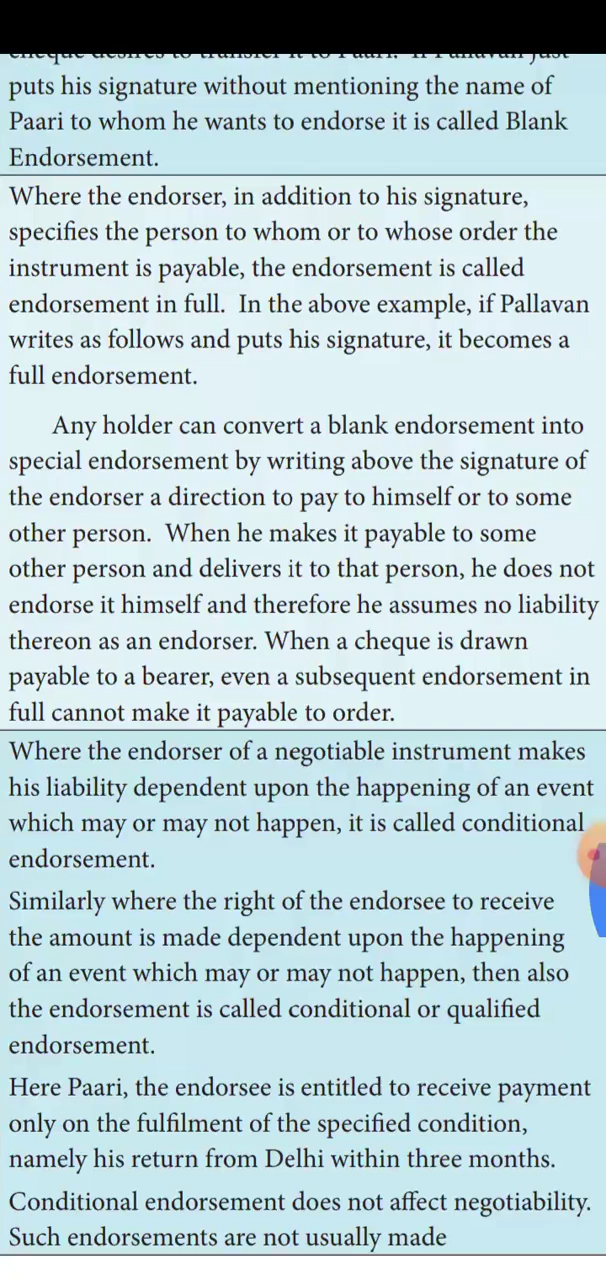 cheque desires to transfer it to Paari. If Pallavan just
puts his signature without mentioning the name of
Paari to whom he wants to endorse it is called Blank
Endorsement.
Where the endorser, in addition to his signature,
specifies the person to whom or to whose order the
instrument is payable, the endorsement is called
endorsement in full. In the above example, if Pallavan
writes as follows and puts his signature, it becomes a
full endorsement.
Any holder can convert a blank endorsement into
special endorsement by writing above the signature of
the endorser a direction to pay to himself or to some
other person. When he makes it payable to some
other person and delivers it to that person, he does not
endorse it himself and therefore he assumes no liability
thereon as an endorser. When a cheque is drawn
payable to a bearer, even a subsequent endorsement in
full cannot make it payable to order.
Where the endorser of a negotiable instrument makes
his liability dependent upon the happening of an event
which may or may not happen, it is called conditional
endorsement.
Similarly where the right of the endorsee to receive
the amount is made dependent upon the happening
of an event which may or may not happen, then also
the endorsement is called conditional or qualified
endorsement.
Here Paari, the endorsee is entitled to receive payment
only on the fulfilment of the specified condition,
namely his return from Delhi within three months.
Conditional endorsement does not affect negotiability.
Such endorsements are not usually made